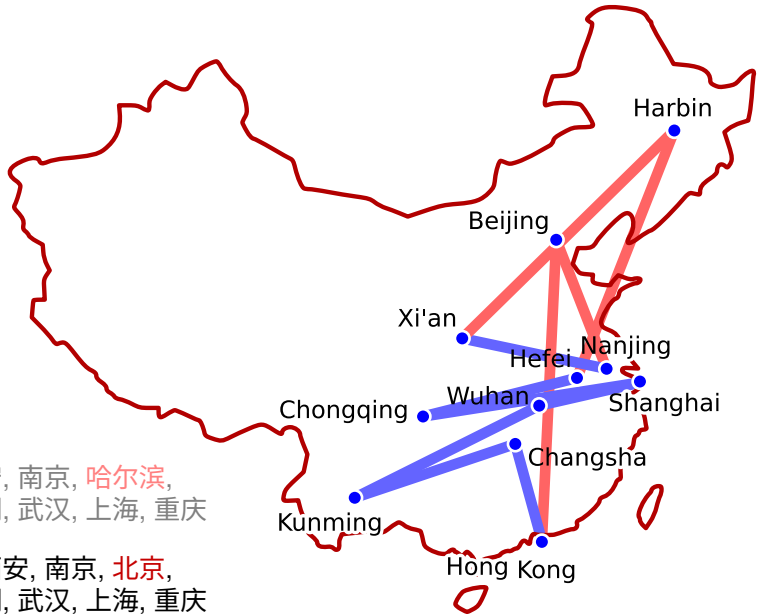 Harbin
Beijing
Xi'an
Nanjing
Hefei
Wuhan
Shanghai
Chongqing
Changsha
Kunming
Hong Kong
, 南京, 哈尔滨,
, 武汉, 上海, 重庆
安, 南京, 北京,
, 武汉, 上海, 重庆